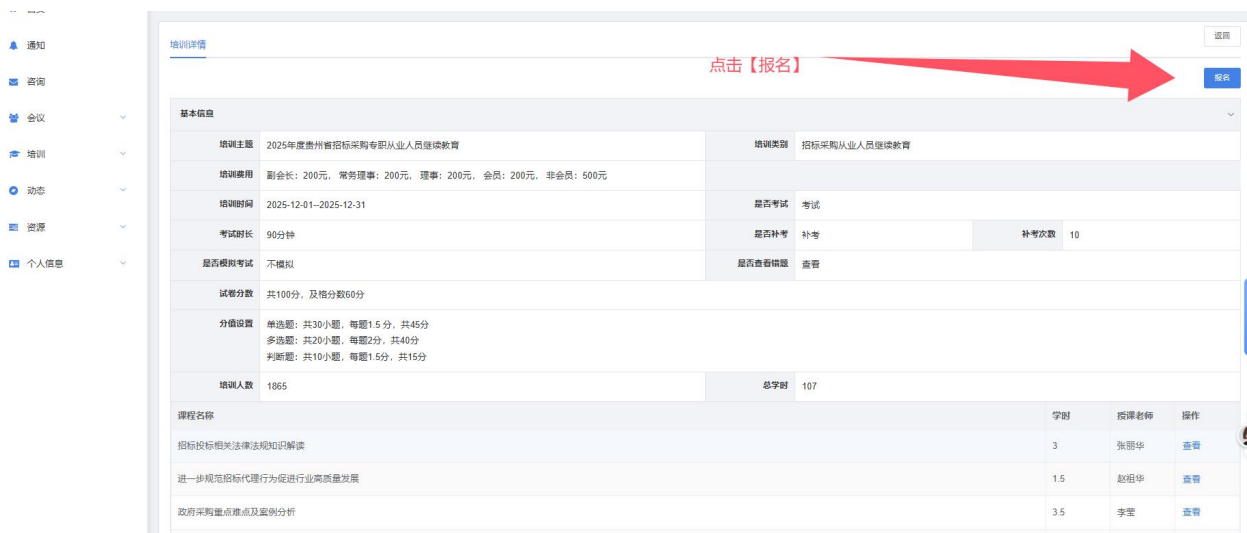 通知
咨询
会议
培训
动态
资源
个人信息
返回
培训详情
点击【报名】
报名
基本信息
培训主题 2025年度贵州省招标采购专职从业人员继续教育 培训类别 招标采购从业人员继续教育
培训费用 副会长：200元， 常务理事：200元， 理事：200元， 会员：200元， 非会员：500元
培训时间 2025-12-01--2025-12-31 是否考试 考试
考试时长 90分钟 是否补考 补考 补考次数 10
是否模拟考试 不模拟 是否查看错题 查看
试卷分数 共100分，及格分数60分
分值设置 单选题：共30小题，每题1.5 分，共45分
多选题：共20小题，每题2分，共40分
判断题：共10小题，每题1.5分，共15分
培训人数 1865 总学时 107
课程名称 学时 授课老师 操作
招标投标相关法律法规知识解读 3 张丽华 查看
进一步规范招标代理行为促进行业高质量发展 1.5 赵祖华 查看
政府采购重点难点及案例分析 3.5 李莹 查看